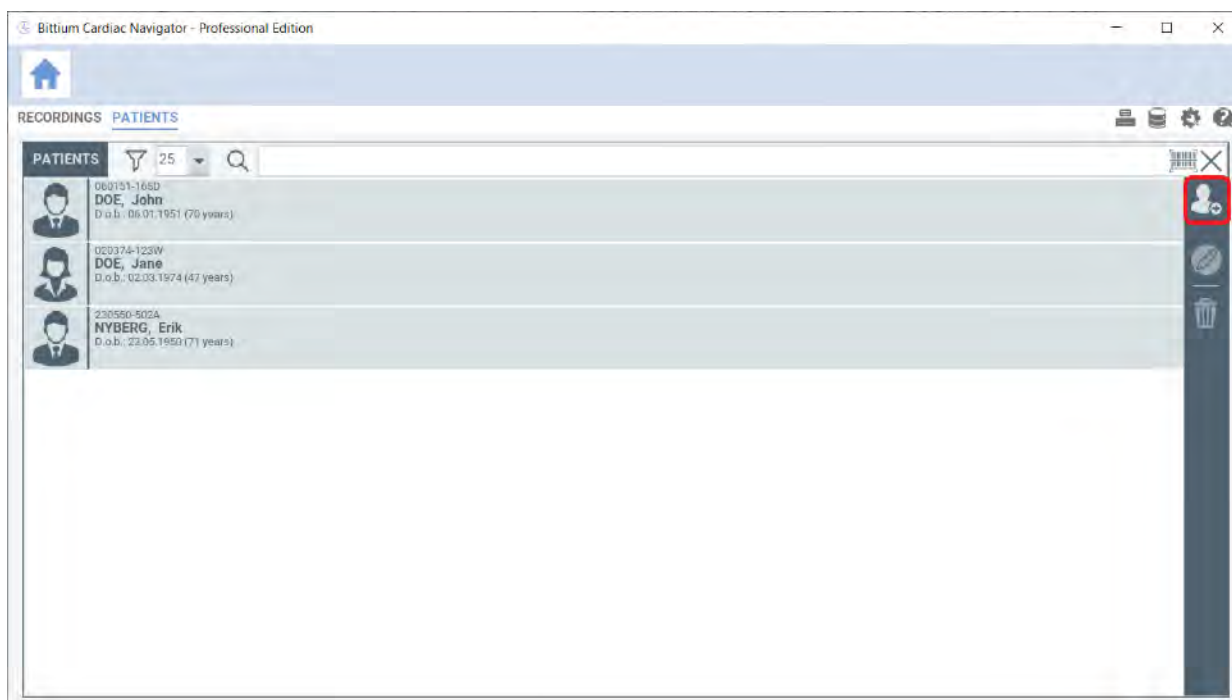 Bittium Cardiac Navigator - Professional Edition
RECORDINGS PATIENTS
PATIENTS 25
060151-165D
DOE, John
D.o.b.: 06.01.1951 (70 years)
020374-123W
DOE, Jane
D.o.b.: 02.03.1974 (47 years)
230550-502A
NYBERG, Erik
D.o.b.: 23.05.1950 (71 years)